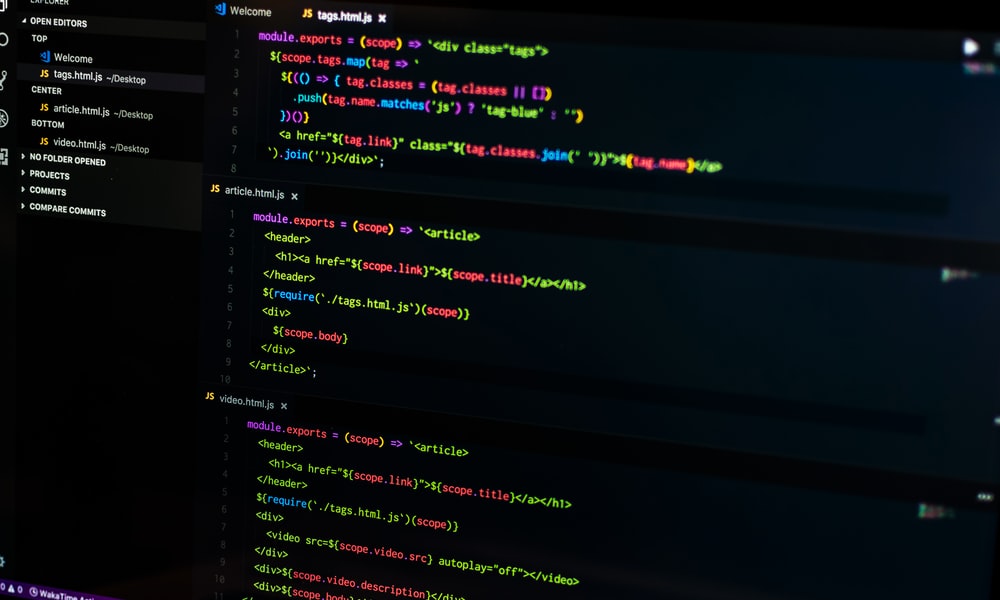 EXPLORER
OPEN EDITORS
TOP
Welcome
JS tags.html.js ~/Desktop
CENTER
JS article.html.js ~/Desktop
BOTTOM
JS video.html.js ~/Desktop
NO FOLDER OPENED
PROJECTS
COMMITS
COMPARE COMMITS
0 0 WakaTime
Welcome JS tags.html.js ×
1 module.exports = (scope) => `<div class="tags">
2 ${scope.tags.map(tag => `
3 ${(() => { tag.classes = (tag.classes || [])
4 .push(tag.name.matches('js') ? 'tag-blue' : '')
5 })()}
6 <a href="${tag.link}" class="${tag.classes.join(' ')}">${tag.name}</a>
7 `).join('')}</div>`;
8
JS article.html.js ×
1 module.exports = (scope) => `<article>
2 <header>
3 <h1><a href="${scope.link}">${scope.title}</a></h1>
4 </header>
5 ${require(`./tags.html.js`)(scope)}
6 <div>
7 ${scope.body}
8 </div>
9 </article>`;
10
JS video.html.js ×
1 module.exports = (scope) => `<article>
2 <header>
3 <h1><a href="${scope.link}">${scope.title}</a></h1>
4 </header>
5 ${require(`./tags.html.js`)(scope)}
6 <div>
7 <video src=${scope.video.src} autoplay="off"></video>
8 </div>
9 <div>${scope.video.description}</div>
10 <div>${scope.body}
11